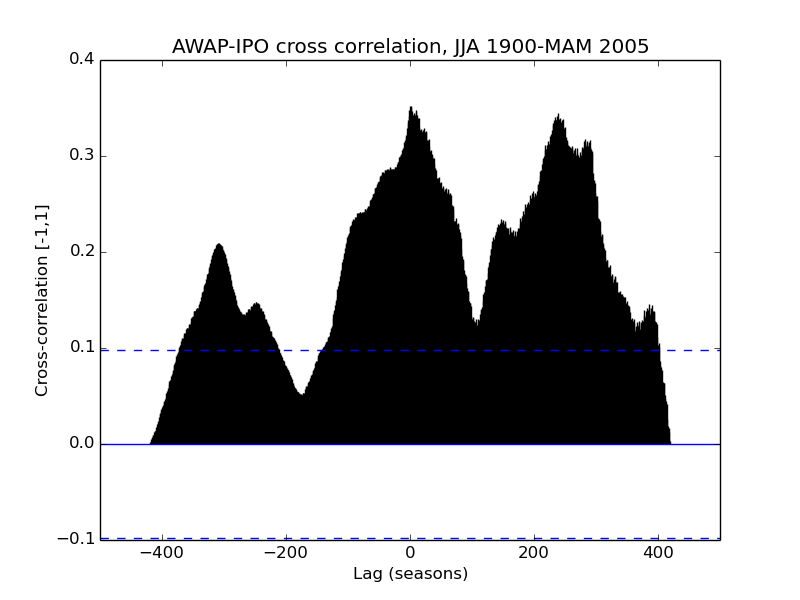 AWAP-IPO cross correlation, JJA 1900-MAM 2005
0.4
0.3
0.2
0.1
0.0
−0.1
Cross-correlation [-1,1]
−400 −200 0 200 400
Lag (seasons)